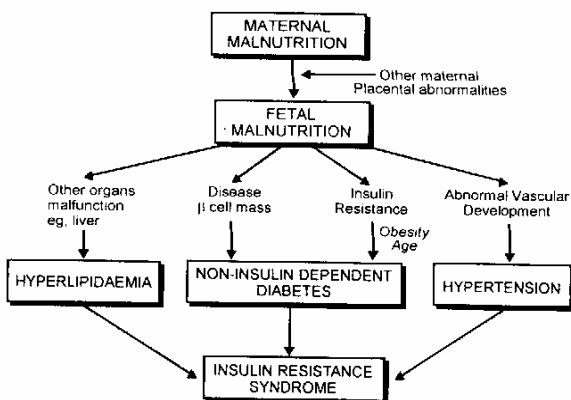 MATERNAL
MALNUTRITION
Other maternal
Placental abnormalities
FETAL
MALNUTRITION
Other organs
malfunction
eg, liver
Disease
β cell mass
Insulin
Resistance
Obesity
Age
Abnormal Vascular
Development
HYPERLIPIDAEMIA
NON-INSULIN DEPENDENT
DIABETES
HYPERTENSION
INSULIN RESISTANCE
SYNDROME